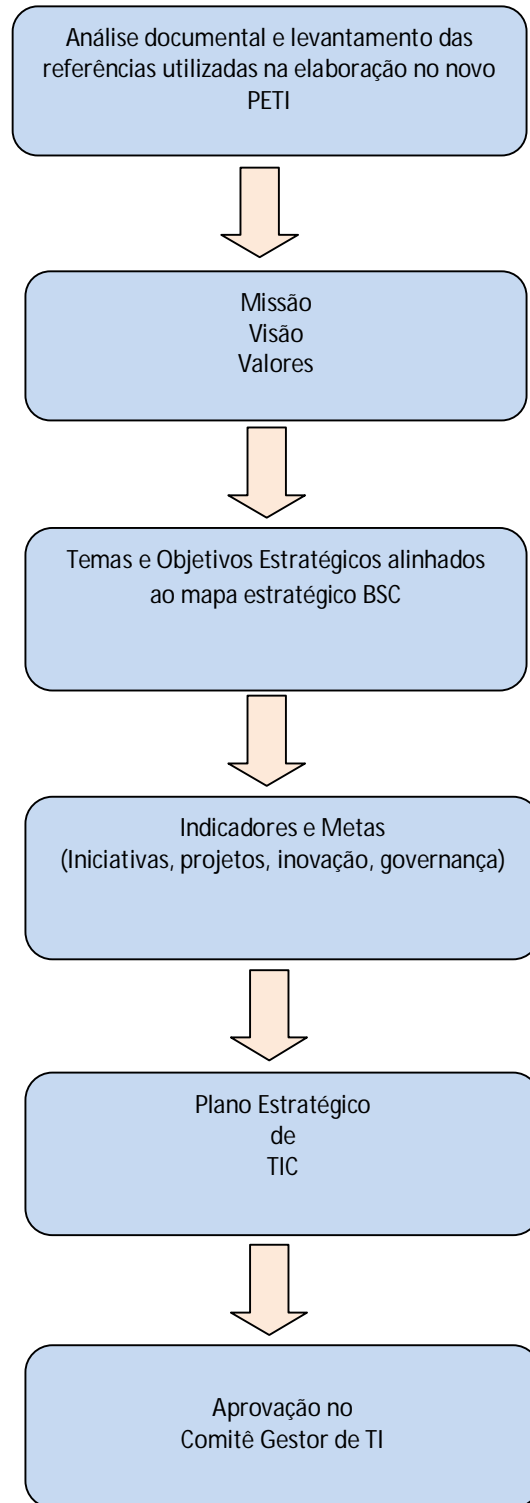 Análise documental e levantamento das
referências utilizadas na elaboração no novo
PETI
Missão
Visão
Valores
Temas e Objetivos Estratégicos alinhados
ao mapa estratégico BSC
Indicadores e Metas
(Iniciativas, projetos, inovação, governança)
Plano Estratégico
de
TIC
Aprovação no
Comitê Gestor de TI